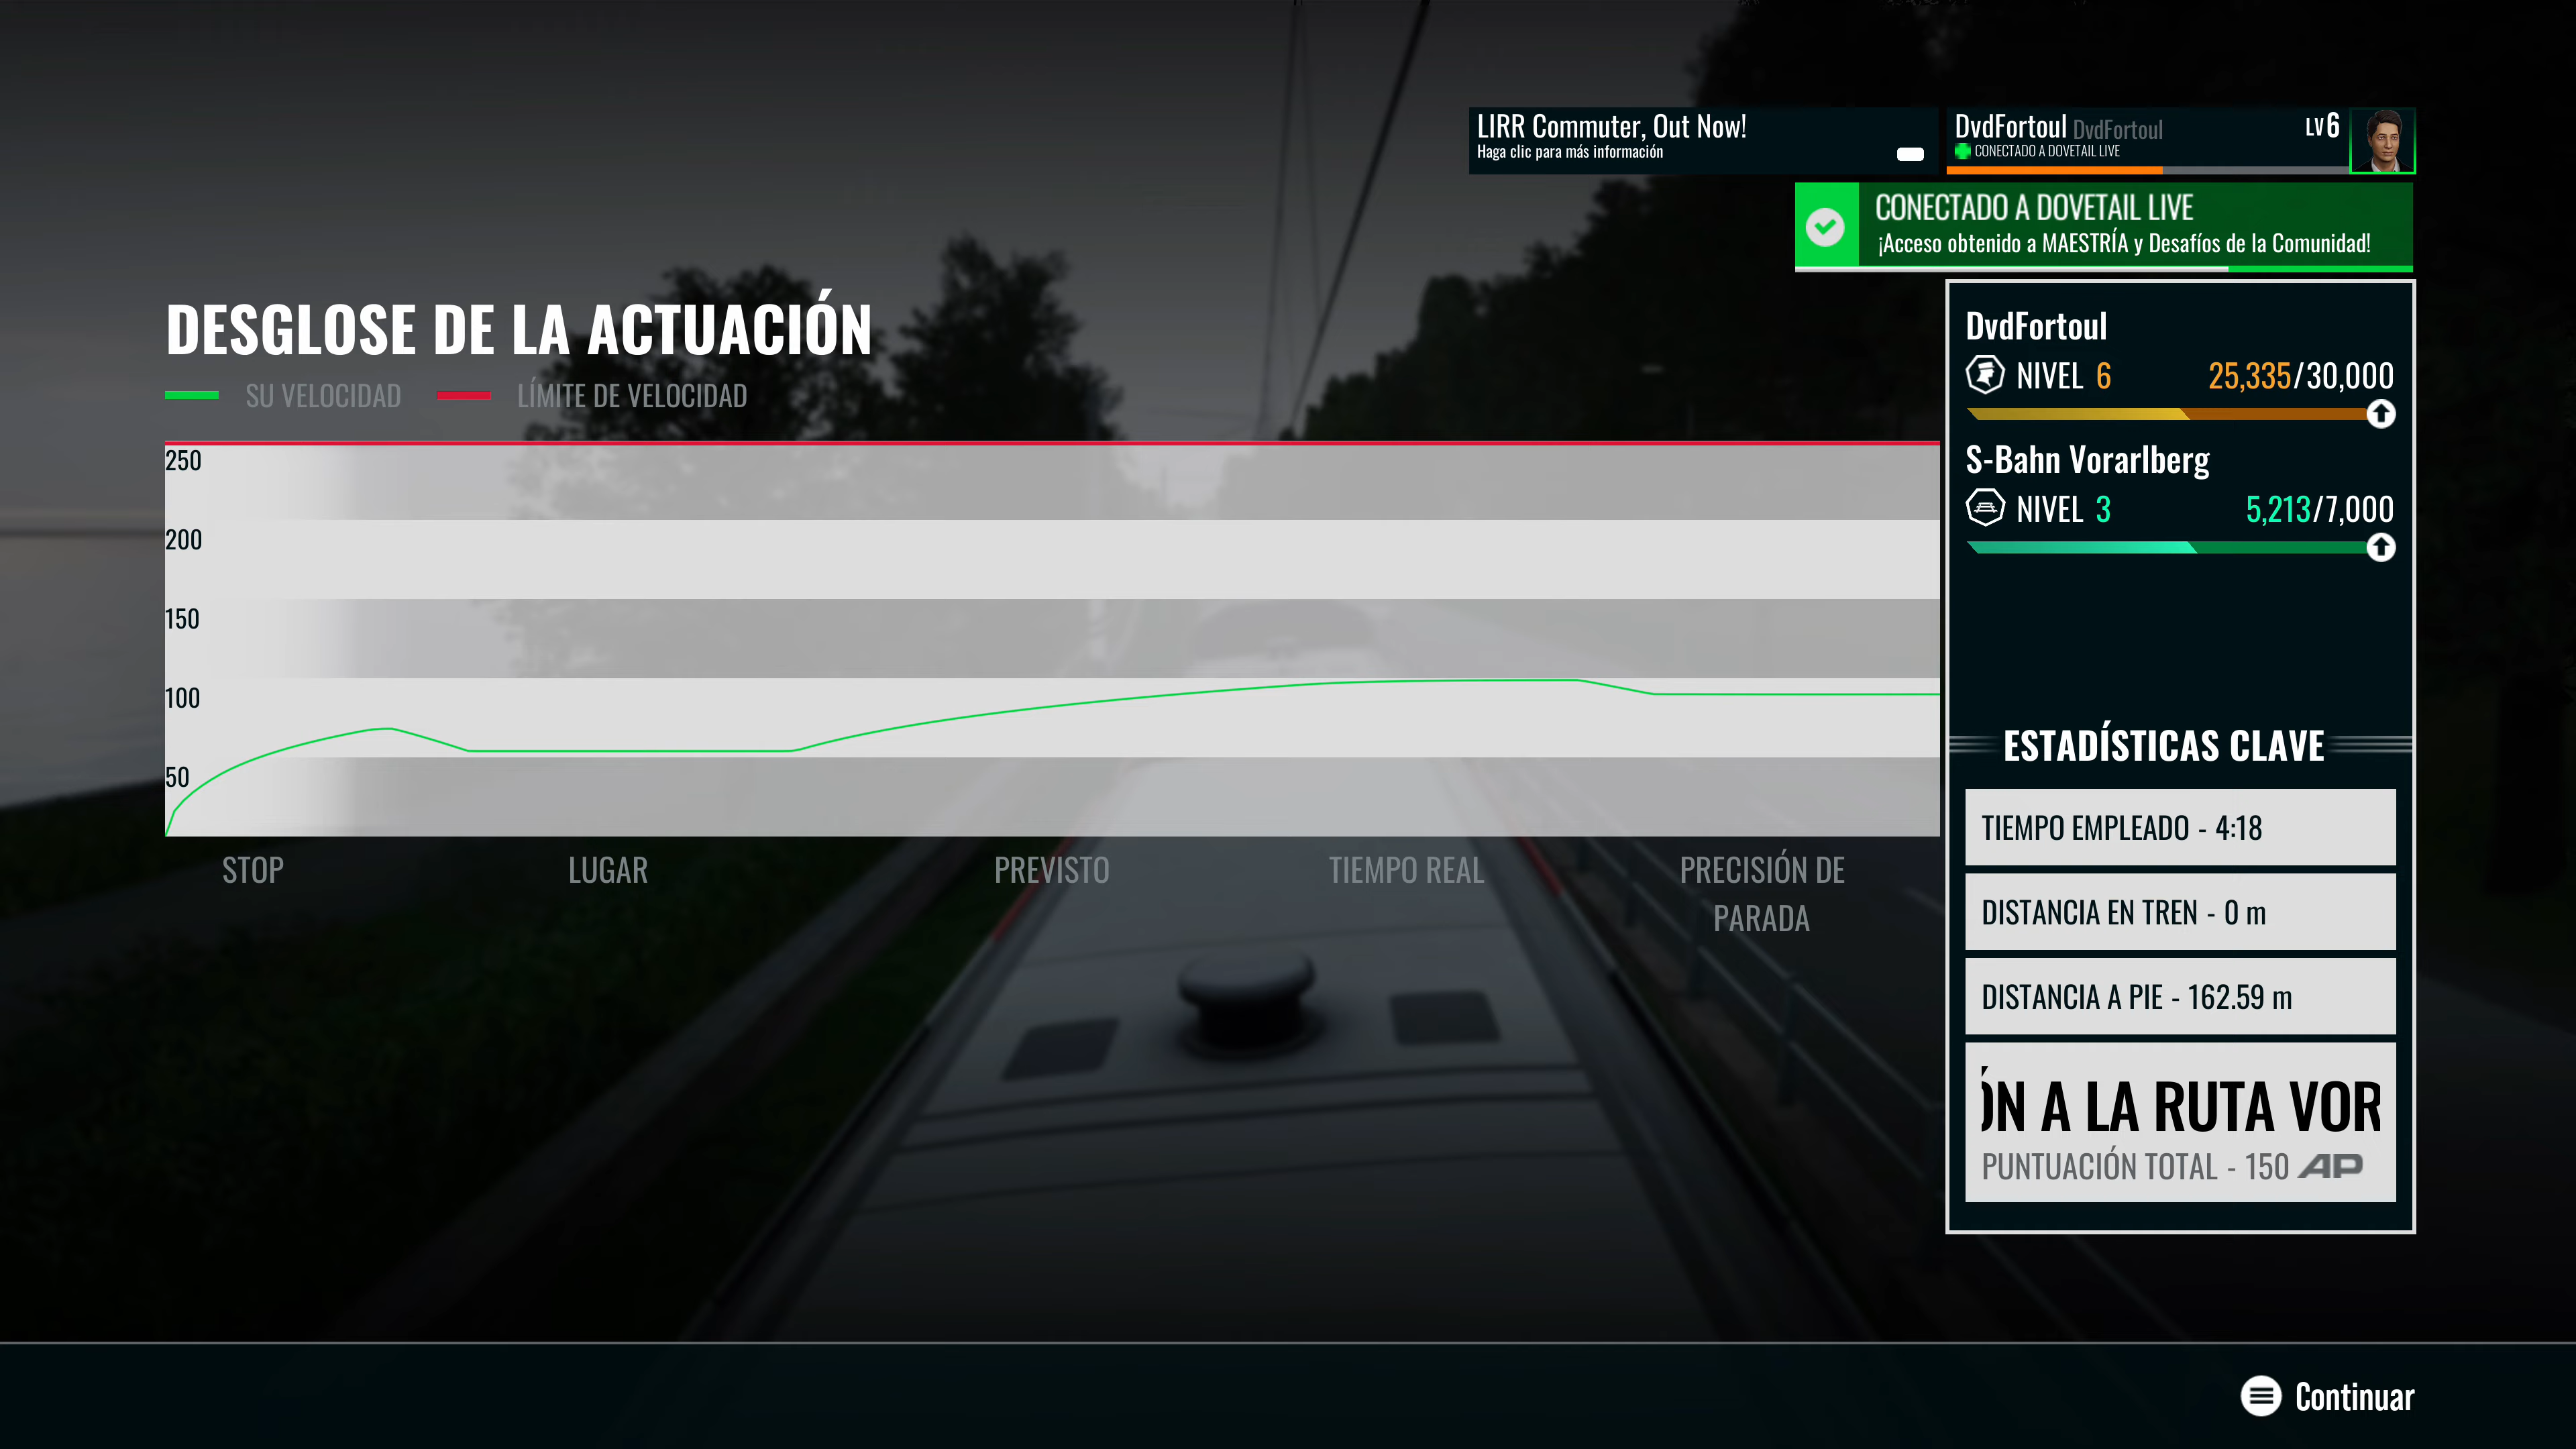 LIRR Commuter, Out Now!
Haga clic para más información
DvdFortoul DvdFortoul LV 6
CONECTADO A DOVETAIL LIVE
CONECTADO A DOVETAIL LIVE
¡Acceso obtenido a MAESTRÍA y Desafíos de la Comunidad!
DESGLOSE DE LA ACTUACIÓN
SU VELOCIDAD LÍMITE DE VELOCIDAD
250
200
150
100
50
STOP LUGAR PREVISTO TIEMPO REAL PRECISIÓN DE
PARADA
DvdFortoul
NIVEL 6 25,335/30,000
S-Bahn Vorarlberg
NIVEL 3 5,213/7,000
ESTADÍSTICAS CLAVE
TIEMPO EMPLEADO - 4:18
DISTANCIA EN TREN - 0 m
DISTANCIA A PIE - 162.59 m
ÓN A LA RUTA VOR
PUNTUACIÓN TOTAL - 150 AP
Continuar